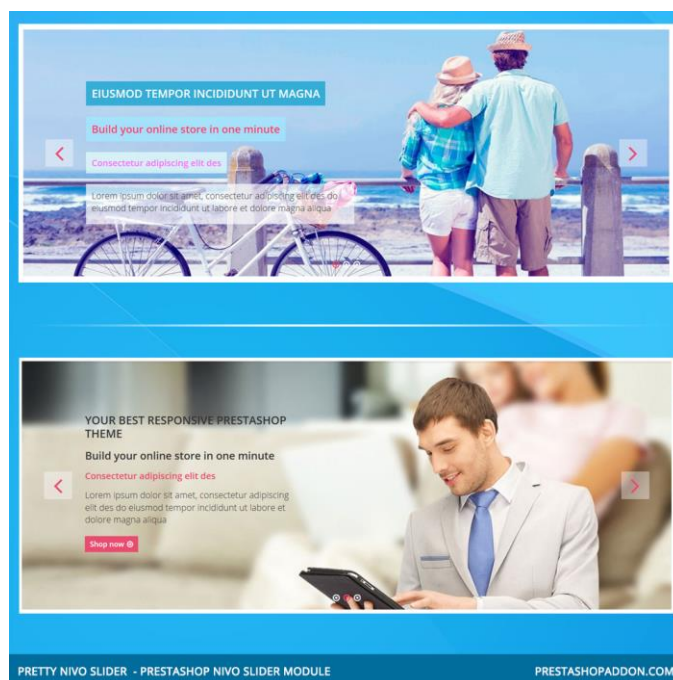 EIUSMOD TEMPOR INCIDIDUNT UT MAGNA
Build your online store in one minute
Consectetur adipiscing elit des
Lorem ipsum dolor sit amet, consectetur adipiscing elit des do
eiusmod tempor incididunt ut labore et dolore magna aliqua
YOUR BEST RESPONSIVE PRESTASHOP
THEME
Build your online store in one minute
Consectetur adipiscing elit des
Lorem ipsum dolor sit amet, consectetur adipiscing
elit des do eiusmod tempor incididunt ut labore et
dolore magna aliqua
Shop now
PRETTY NIVO SLIDER - PRESTASHOP NIVO SLIDER MODULE
PRESTASHOPADDON.COM